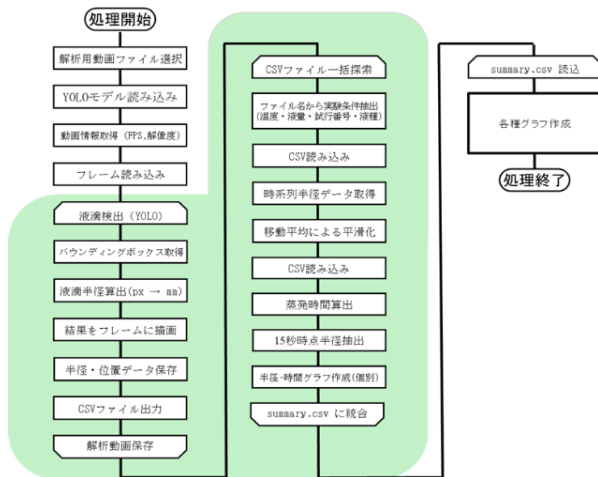 処理開始
解析用動画ファイル選択
YOLOモデル読み込み
動画情報取得 (FPS,解像度)
フレーム読み込み
液滴検出 (YOLO)
バウンディングボックス取得
液滴半径算出(px → mm)
結果をフレームに描画
半径・位置データ保存
CSVファイル出力
解析動画保存
CSVファイル一括探索
ファイル名から実験条件抽出
(温度・液量・試行番号・液種)
CSV読み込み
時系列半径データ取得
移動平均による平滑化
CSV読み込み
蒸発時間算出
15秒時点半径抽出
半径-時間グラフ作成(個別)
summary.csv に統合
summary.csv 読込
各種グラフ作成
処理終了